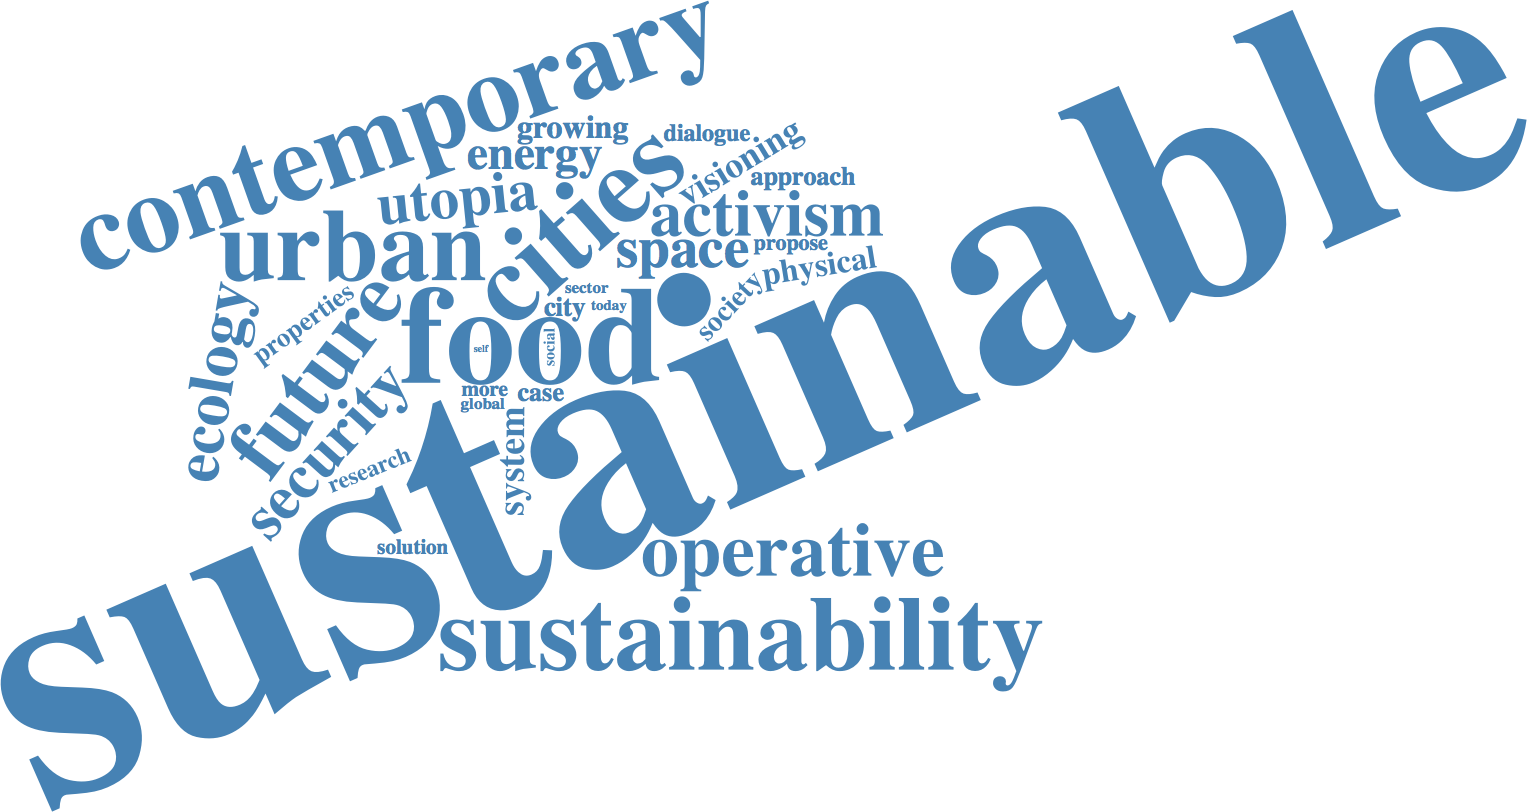 contemporary
growing
dialogue
energy
visioning
approach
utopia
cities
activism
urban
space
propose
physical
society
sector
city
today
ecology
properties
future
food
self
social
more
case
global
security
system
research
sustainable
solution
operative
sustainability